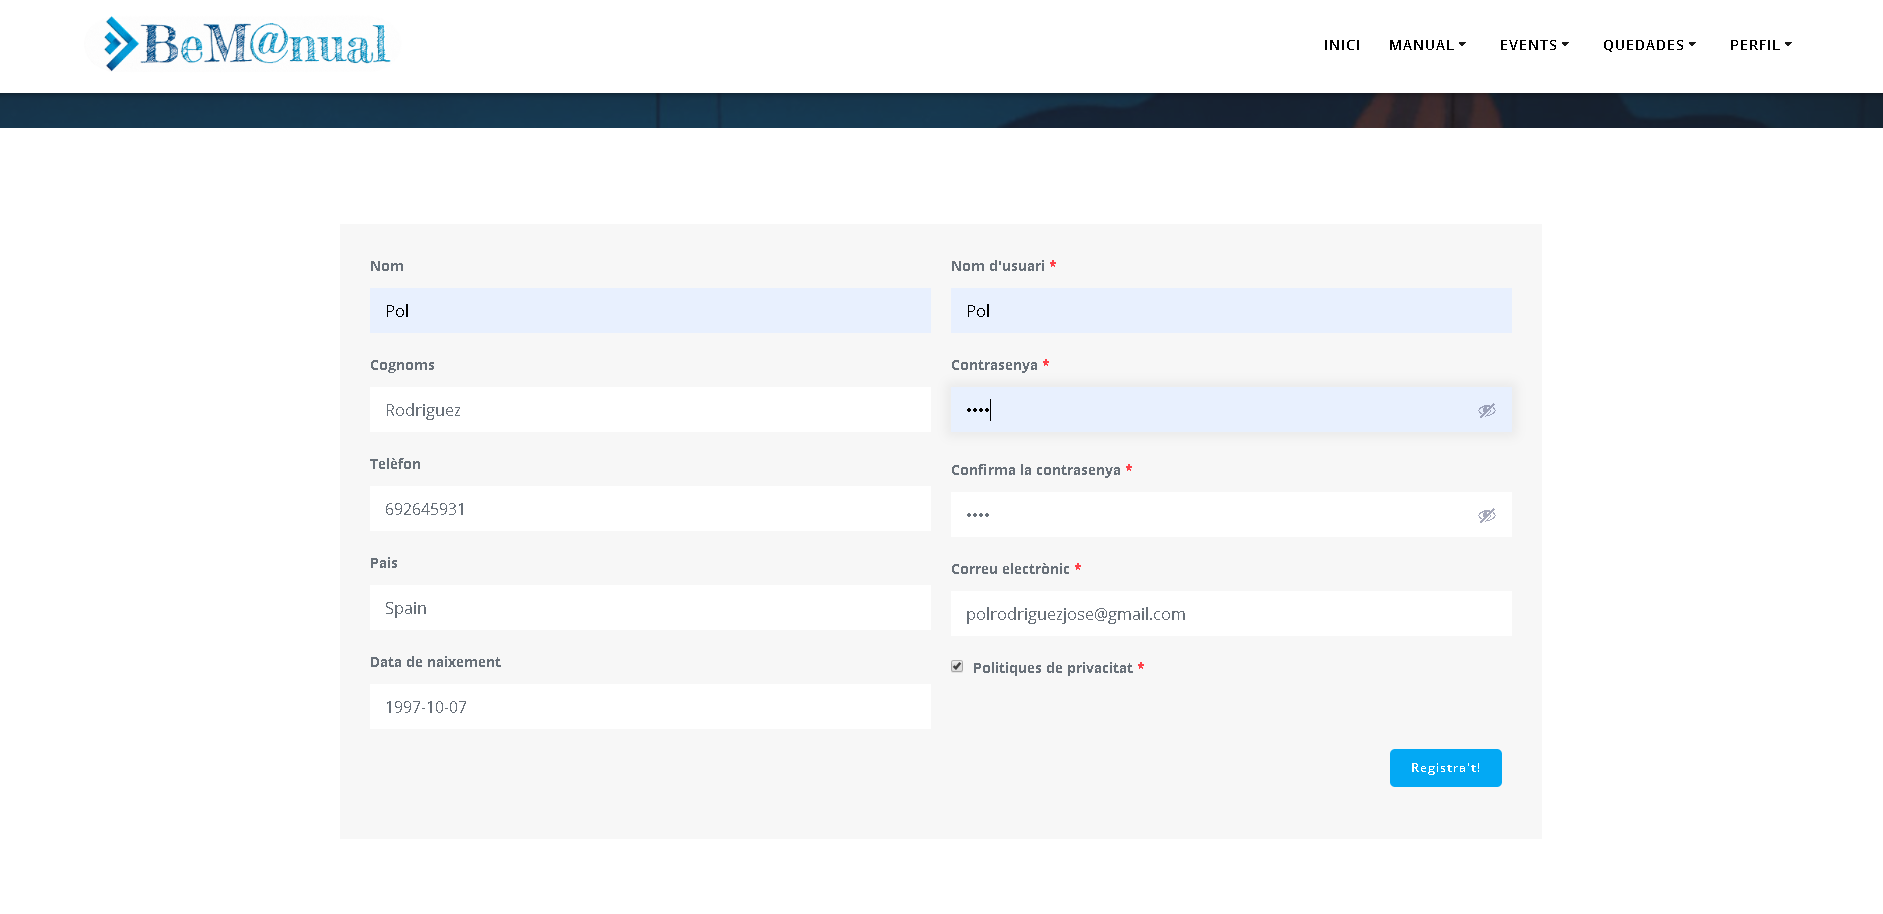 BeM@nual
INICI MANUAL EVENTS QUEDADES PERFIL
Nom
Pol
Cognoms
Rodriguez
Telèfon
692645931
Pais
Spain
Data de naixement
1997-10-07
Nom d'usuari *
Pol
Contrasenya *
••••
Confirma la contrasenya *
••••
Correu electrònic *
polrodriguezjose@gmail.com
Politiques de privacitat *
Registra't!